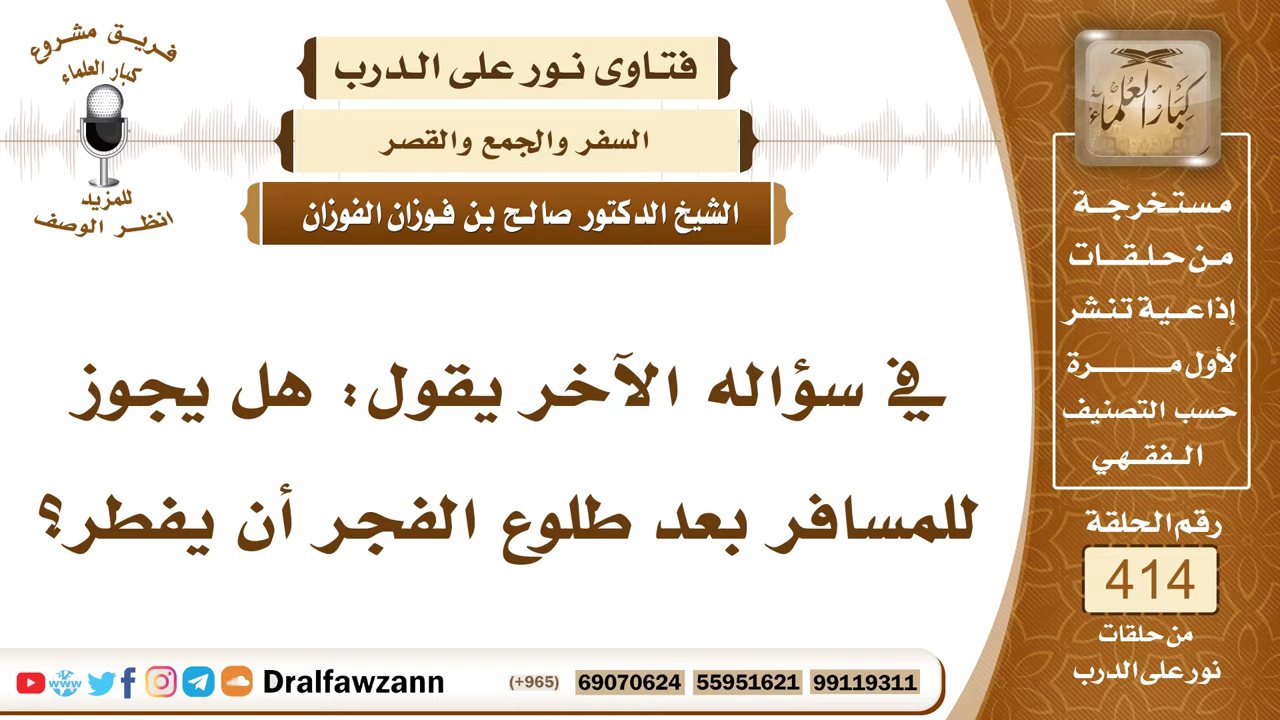 فريق مشروع
كبار العلماء
للمزيد
انظر الوصف
فتاوى نور على الدرب
السفر والجمع والقصر
الشيخ الدكتور صالح بن فوزان الفوزان
في سؤاله الآخر يقول: هل يجوز
للمسافر بعد طلوع الفجر أن يفطر؟
كبار العلماء
مستخرجة
من حلقات
إذاعية تنشر
لأول مرة
حسب التصنيف
الفقهي
رقم الحلقة
414
من حلقات
نور على الدرب
www
Dralfawzann (+965) 69070624 55951621 99119311